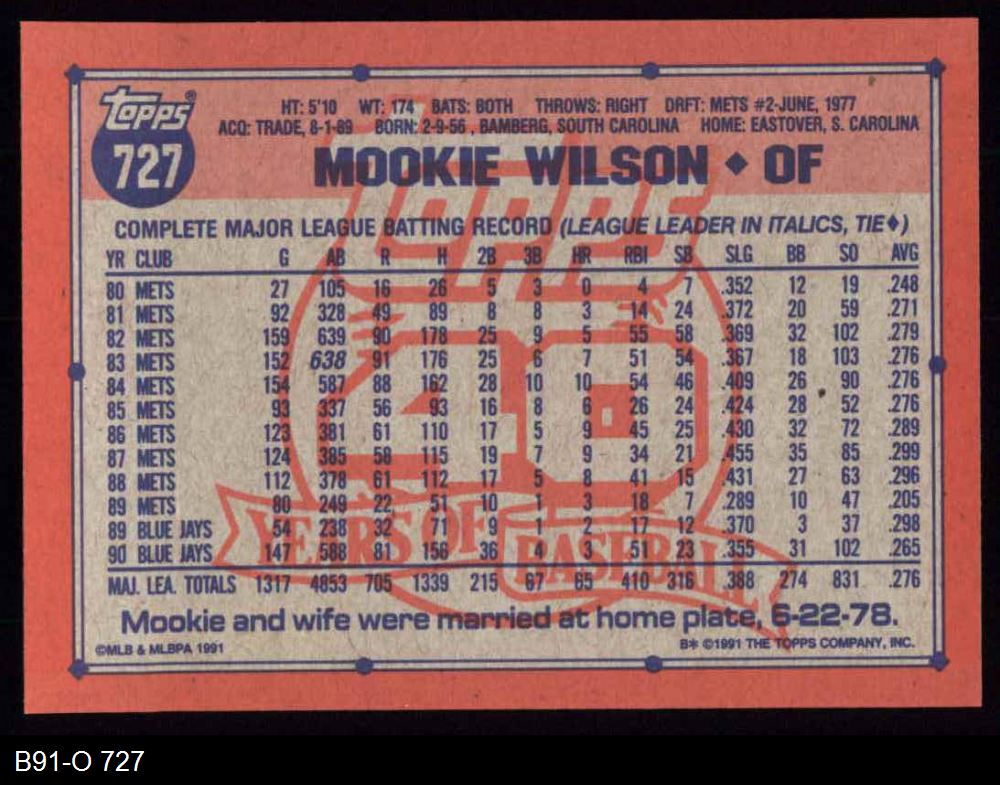 topps®
727
HT: 5'10 WT: 174 BATS: BOTH THROWS: RIGHT DRFT: METS #2-JUNE, 1977
ACQ: TRADE, 8-1-89 BORN: 2-9-56 , BAMBERG, SOUTH CAROLINA HOME: EASTOVER, S. CAROLINA
MOOKIE WILSON ◆ OF
COMPLETE MAJOR LEAGUE BATTING RECORD (LEAGUE LEADER IN ITALICS, TIE◆)
YR CLUB G AB R H 2B 3B HR RBI SB SLG BB SO AVG
80 METS 27 105 16 26 5 3 0 4 7 .352 12 19 .248
81 METS 92 328 49 89 8 8 3 14 24 .372 20 59 .271
82 METS 159 639 90 178 25 9 5 55 58 .369 32 102 .279
83 METS 152 638 91 176 25 6 7 51 54 .367 18 103 .276
84 METS 154 587 88 162 28 10 10 54 46 .409 26 90 .276
85 METS 93 337 56 93 16 8 6 26 24 .424 28 52 .276
86 METS 123 381 61 110 17 5 9 45 25 .430 32 72 .289
87 METS 124 385 58 115 19 7 9 34 21 .455 35 85 .299
88 METS 112 378 61 112 17 5 8 41 15 .431 27 63 .296
89 METS 80 249 22 51 10 1 3 18 7 .289 10 47 .205
89 BLUE JAYS 54 238 32 71 9 1 2 17 12 .370 3 37 .298
90 BLUE JAYS 147 588 81 156 36 4 3 51 23 .355 31 102 .265
MAJ. LEA. TOTALS 1317 4853 705 1339 215 67 65 410 316 .388 274 831 .276
TOPPS
40
YEARS OF BASEBALL
Mookie and wife were married at home plate, 6-22-78.
©MLB & MLBPA 1991 B* ©1991 THE TOPPS COMPANY, INC.
B91-O 727